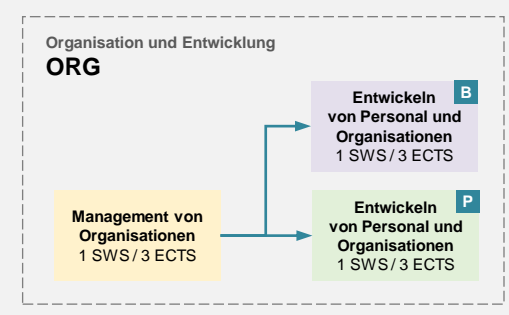 Organisation und Entwicklung
ORG
B
Entwickeln
von Personal und
Organisationen
1 SWS / 3 ECTS
Management von
Organisationen
1 SWS / 3 ECTS
P
Entwickeln
von Personal und
Organisationen
1 SWS / 3 ECTS